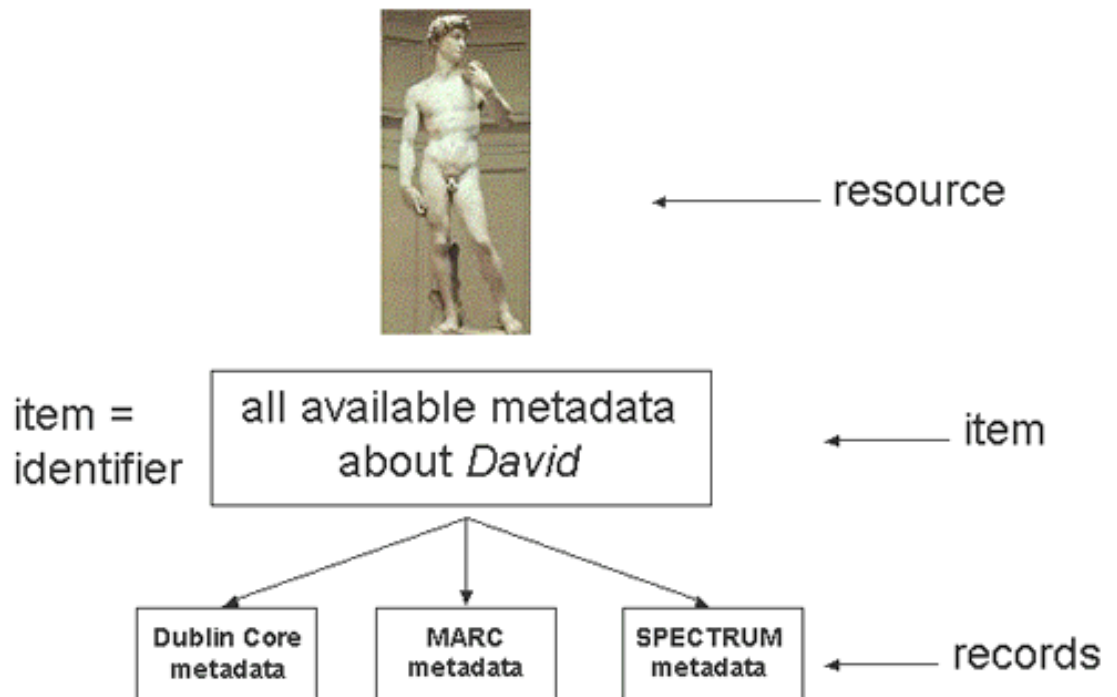 resource
item =
identifier
all available metadata
about David
item
Dublin Core
metadata
MARC
metadata
SPECTRUM
metadata
records